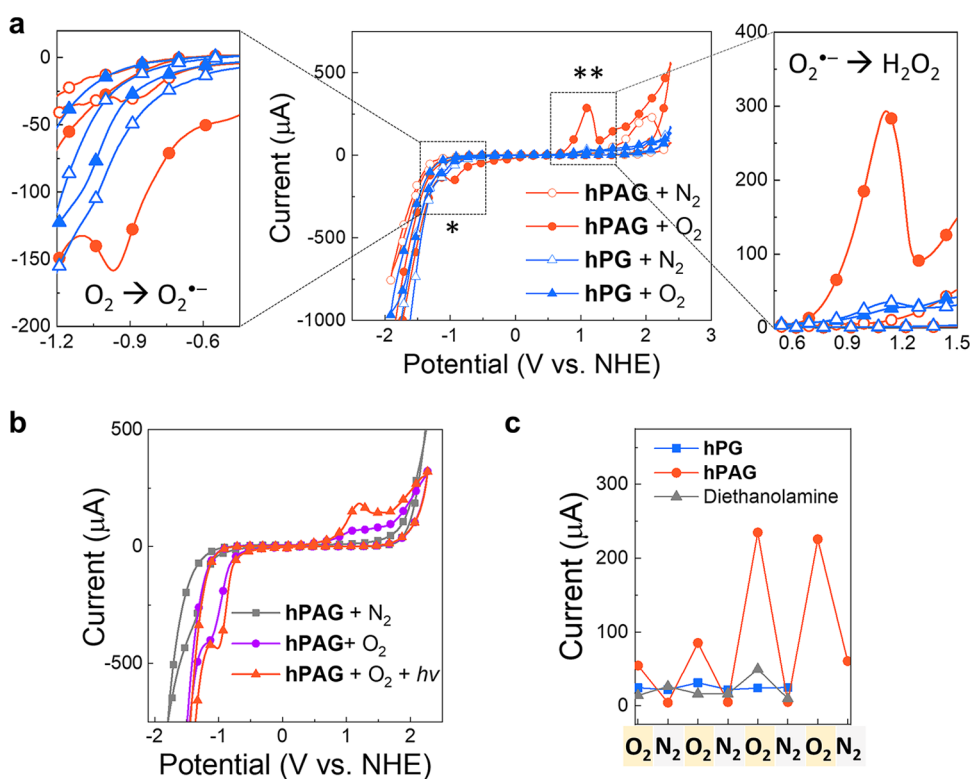 a
0
-50
-100
-150
-200
-1.2
-1.0
-0.8
-0.6
O₂ → O₂•−
Current (μA)
500
0
-500
-1000
-2
-1
0
1
2
3
Potential (V vs. NHE)
**
*
hPAG + N₂
hPAG + O₂
hPG + N₂
hPG + O₂
O₂•− → H₂O₂
400
300
200
100
0
0.6
0.9
1.2
1.5
b
Current (μA)
500
0
-500
-2
-1
0
1
2
Potential (V vs. NHE)
hPAG + N₂
hPAG+ O₂
hPAG + O₂ + hv
c
Current (μA)
300
200
100
0
hPG
hPAG
Diethanolamine
O₂ N₂ O₂ N₂ O₂ N₂ O₂ N₂